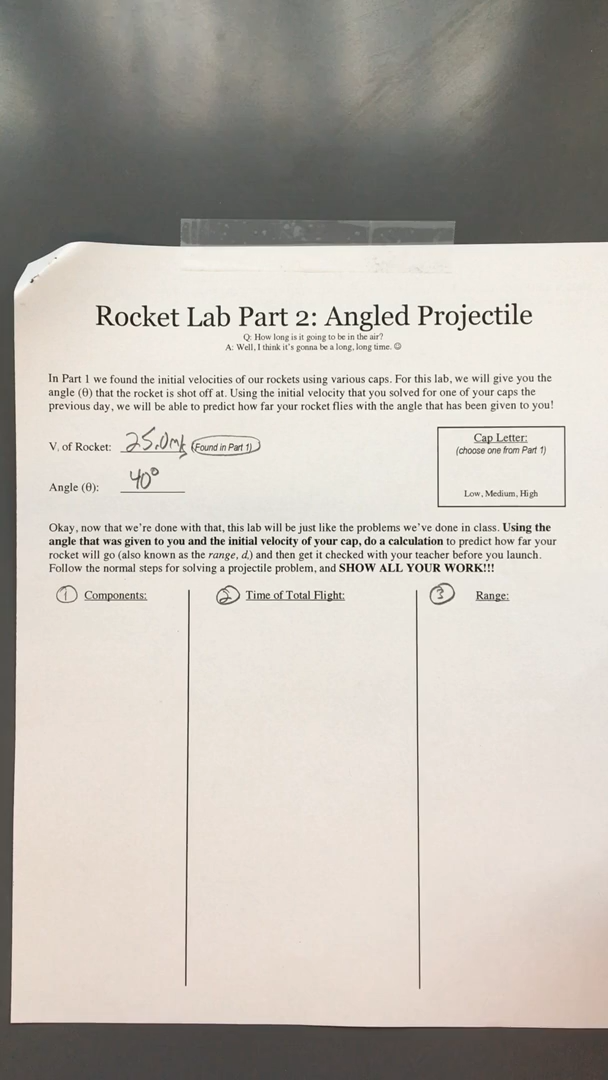 Rocket Lab Part 2: Angled Projectile
Q: How long is it going to be in the air?
A: Well, I think it's gonna be a long, long time. ☺
In Part 1 we found the initial velocities of our rockets using various caps. For this lab, we will give you the
angle (θ) that the rocket is shot off at. Using the initial velocity that you solved for one of your caps the
previous day, we will be able to predict how far your rocket flies with the angle that has been given to you!
Vᵢ of Rocket: 25.0m/s (Found in Part 1)
Angle (θ): 40°
Cap Letter:
(choose one from Part 1)
Low, Medium, High
Okay, now that we're done with that, this lab will be just like the problems we've done in class. Using the
angle that was given to you and the initial velocity of your cap, do a calculation to predict how far your
rocket will go (also known as the range, dₓ) and then get it checked with your teacher before you launch.
Follow the normal steps for solving a projectile problem, and SHOW ALL YOUR WORK!!!
1 Components:
2 Time of Total Flight:
3 Range: